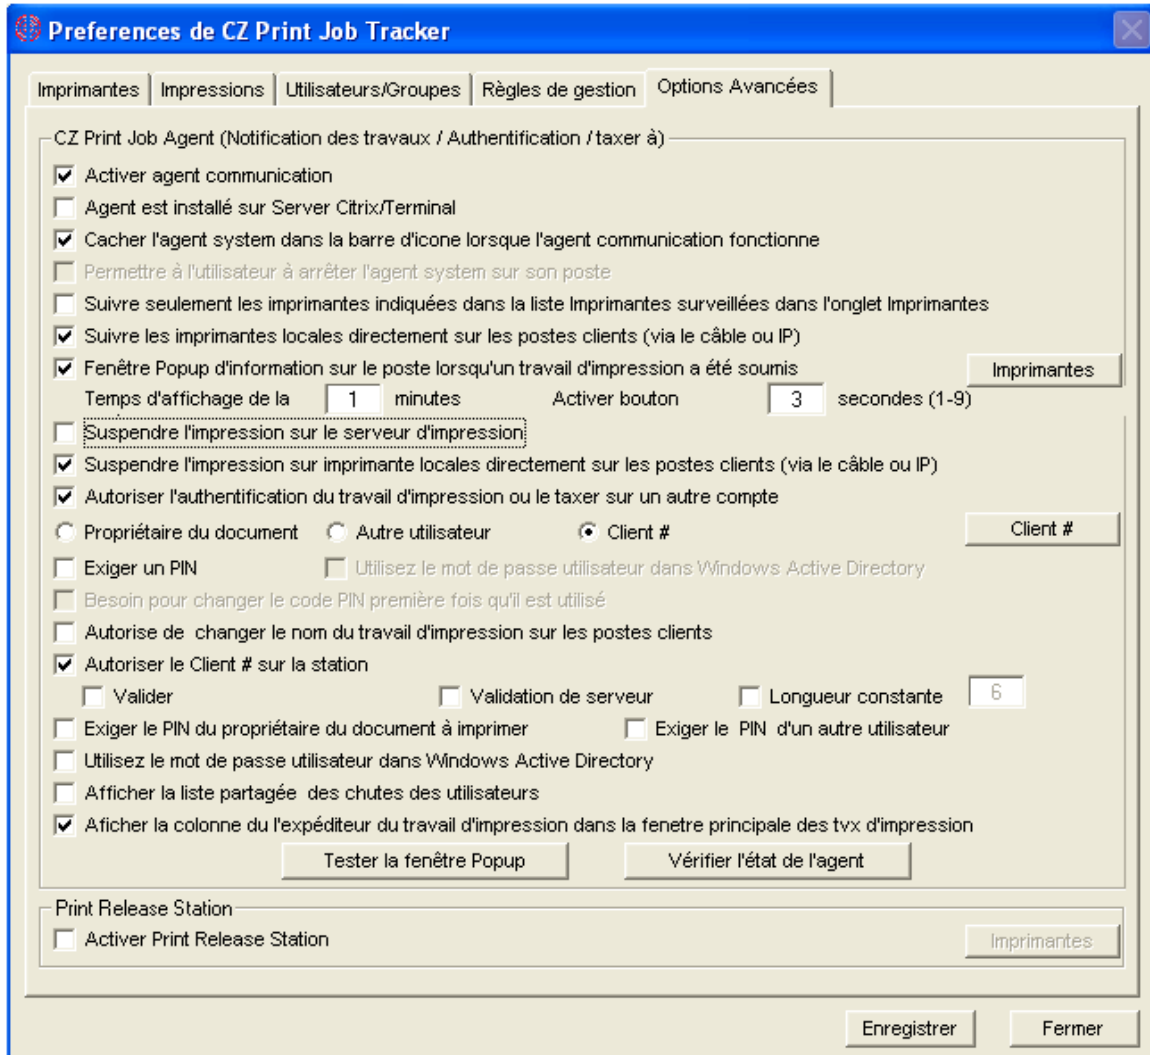 Preferences de CZ Print Job Tracker
Imprimantes Impressions Utilisateurs/Groupes Règles de gestion Options Avancées
CZ Print Job Agent (Notification des travaux / Authentification / taxer à)
Activer agent communication
Agent est installé sur Server Citrix/Terminal
Cacher l'agent system dans la barre d'icone lorsque l'agent communication fonctionne
Permettre à l'utilisateur à arrêter l'agent system sur son poste
Suivre seulement les imprimantes indiquées dans la liste Imprimantes surveillées dans l'onglet Imprimantes
Suivre les imprimantes locales directement sur les postes clients (via le câble ou IP)
Fenêtre Popup d'information sur le poste lorsqu'un travail d'impression a été soumis Imprimantes
Temps d'affichage de la 1 minutes Activer bouton 3 secondes (1-9)
Suspendre l'impression sur le serveur d'impression
Suspendre l'impression sur imprimante locales directement sur les postes clients (via le câble ou IP)
Autoriser l'authentification du travail d'impression ou le taxer sur un autre compte
Propriétaire du document Autre utilisateur Client # Client #
Exiger un PIN Utilisez le mot de passe utilisateur dans Windows Active Directory
Besoin pour changer le code PIN première fois qu'il est utilisé
Autorise de changer le nom du travail d'impression sur les postes clients
Autoriser le Client # sur la station
Valider Validation de serveur Longueur constante 6
Exiger le PIN du propriétaire du document à imprimer Exiger le PIN d'un autre utilisateur
Utilisez le mot de passe utilisateur dans Windows Active Directory
Afficher la liste partagée des chutes des utilisateurs
Aficher la colonne du l'expéditeur du travail d'impression dans la fenetre principale des tvx d'impression
Tester la fenêtre Popup Vérifier l'état de l'agent
Print Release Station
Activer Print Release Station Imprimantes
Enregistrer Fermer